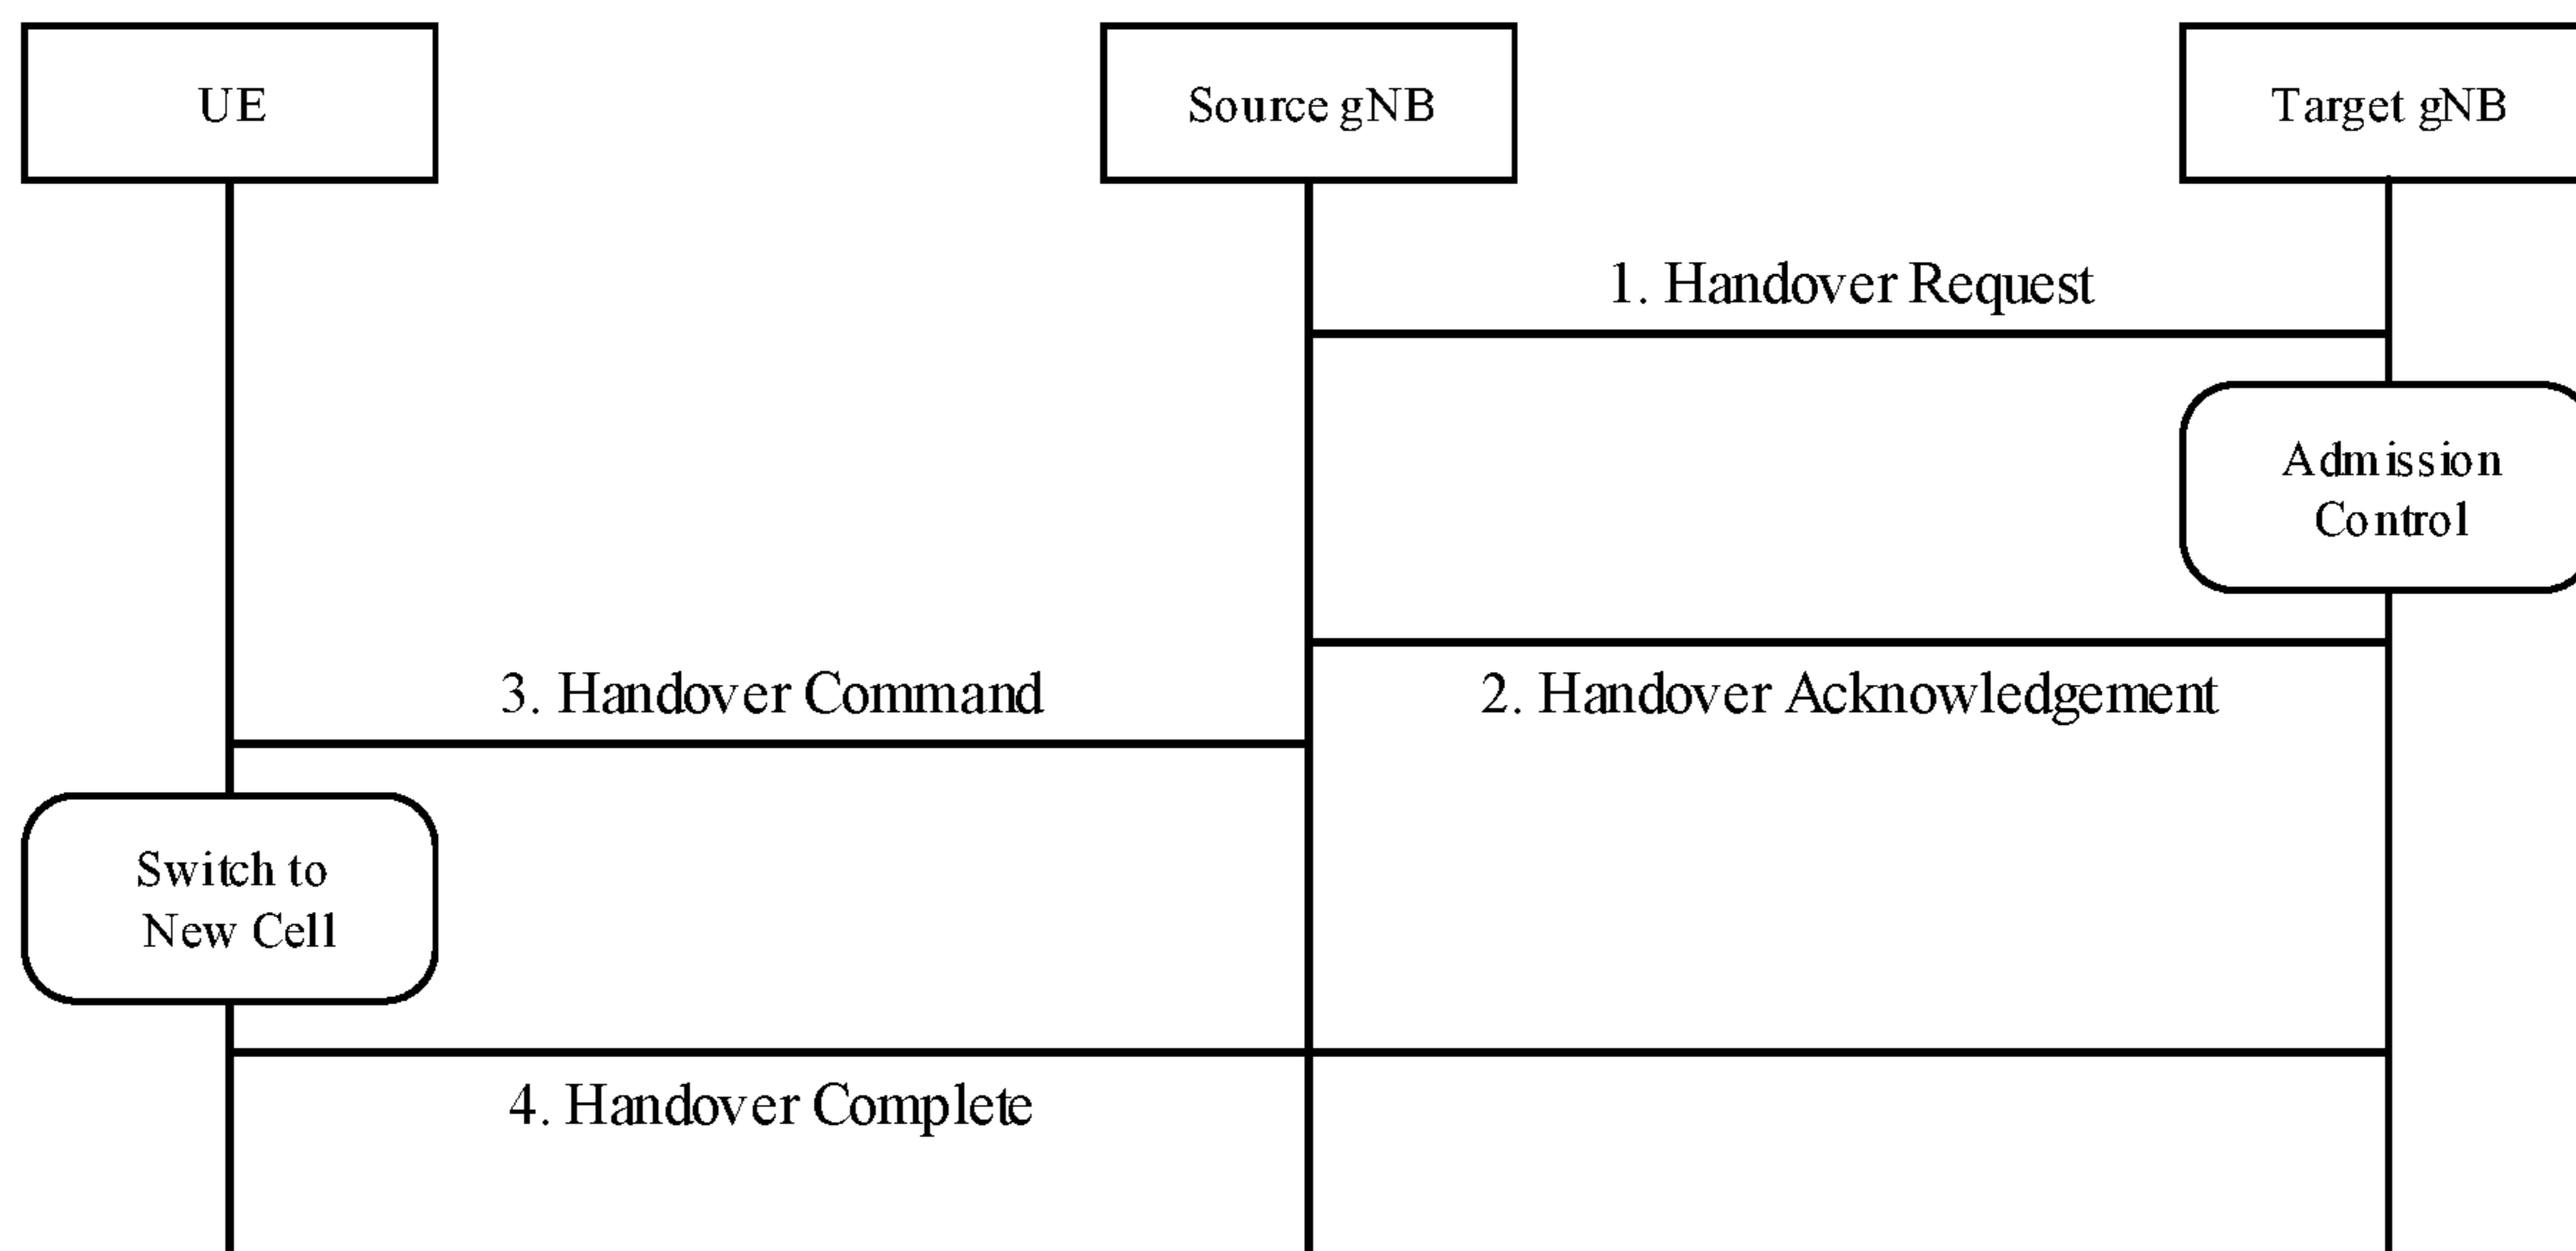 UE
Source gNB
Target gNB
1. Handover Request
Admission
Control
3. Handover Command
2. Handover Acknowledgement
Switch to
New Cell
4. Handover Complete